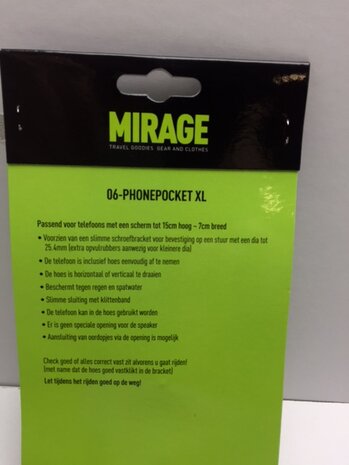 MIRAGE
TRAVEL GOODIES GEAR AND CLOTHES
06-PHONEPOCKET XL
Passend voor telefoons met een scherm tot 15cm hoog - 7cm breed
• Voorzien van een slimme schroefbracket voor bevestiging op een stuur met een dia tot
25.4mm (extra opvulrubbers aanwezig voor kleinere dia)
• De telefoon is inclusief hoes eenvoudig af te nemen
• De hoes is horizontaal of verticaal te draaien
• Beschermt tegen regen en spatwater
• Slimme sluiting met klittenband
• De telefoon kan in de hoes gebruikt worden
• Er is geen speciale opening voor de speaker
• Aansluiting van oordopjes via de opening is mogelijk
Check goed of alles correct vast zit alvorens u gaat rijden!
(met name dat de hoes goed vastklikt in de bracket)
Let tijdens het rijden goed op de weg!